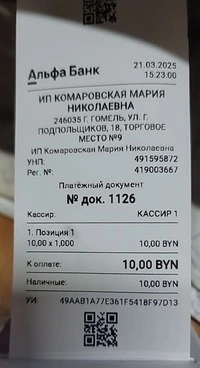 Альфа Банк
21.03.2025
15:23:00
ИП КОМАРОВСКАЯ МАРИЯ
НИКОЛАЕВНА
246035 Г. ГОМЕЛЬ, УЛ. Г.
ПОДПОЛЬЩИКОВ, 18, ТОРГОВОЕ
МЕСТО №9
ИП Комаровская Мария Николаевна
УНП: 491595872
Рег. №: 419003667
Платёжный документ
№ док. 1126
Кассир: КАССИР 1
1. Позиция 1
10,00 x 1,000 10,00 BYN
К оплате: 10,00 BYN
Наличные: 10,00 BYN
УИ: 49AAB1A77E361F5418F97D13